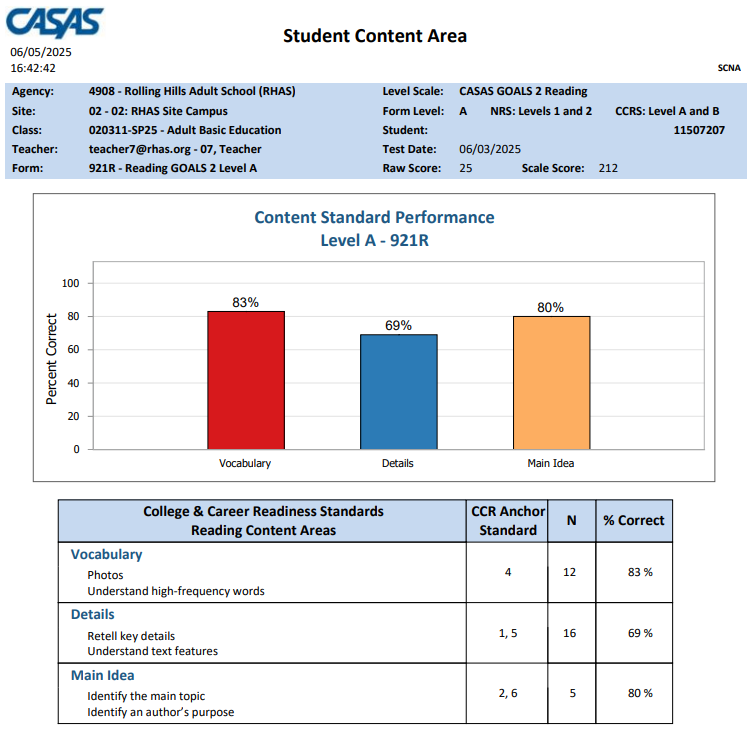 CASAS
Student Content Area
06/05/2025
16:42:42
SCNA
Agency: 4908 - Rolling Hills Adult School (RHAS) Level Scale: CASAS GOALS 2 Reading
Site: 02 - 02: RHAS Site Campus Form Level: A NRS: Levels 1 and 2 CCRS: Level A and B
Class: 020311-SP25 - Adult Basic Education Student: 11507207
Teacher: teacher7@rhas.org - 07, Teacher Test Date: 06/03/2025
Form: 921R - Reading GOALS 2 Level A Raw Score: 25 Scale Score: 212
Content Standard Performance
Level A - 921R
Percent Correct
100
80
60
40
20
0
83%
69%
80%
Vocabulary Details Main Idea
College & Career Readiness Standards
Reading Content Areas
CCR Anchor
Standard
N
% Correct
Vocabulary
Photos
Understand high-frequency words
4 12 83 %
Details
Retell key details
Understand text features
1, 5 16 69 %
Main Idea
Identify the main topic
Identify an author's purpose
2, 6 5 80 %